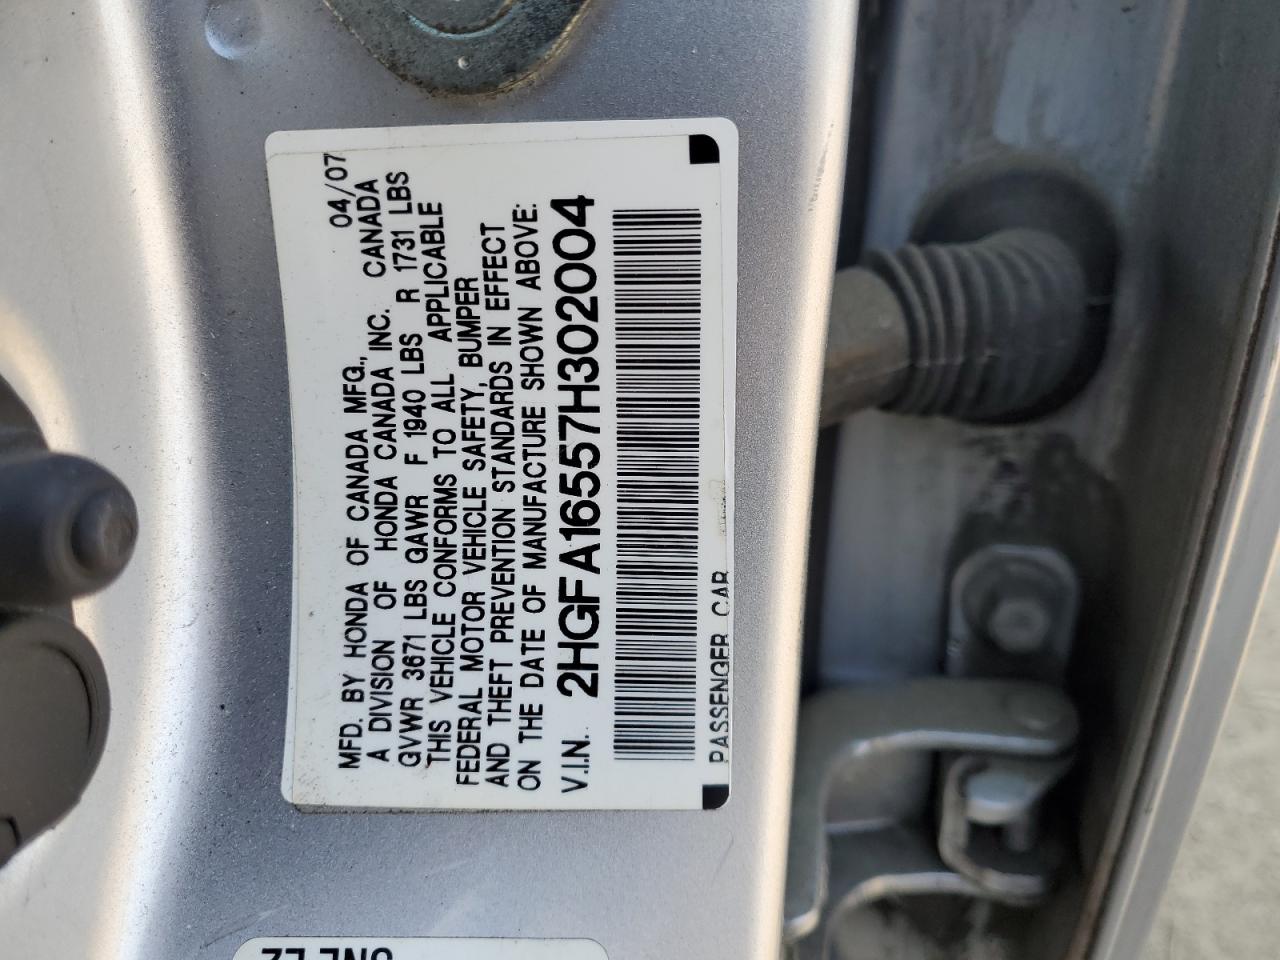 MFD. BY HONDA OF CANADA MFG., 04/07
A DIVISION OF HONDA CANADA INC. CANADA
GVWR 3671 LBS GAWR F 1940 LBS R 1731 LBS
THIS VEHICLE CONFORMS TO ALL APPLICABLE
FEDERAL MOTOR VEHICLE SAFETY, BUMPER
AND THEFT PREVENTION STANDARDS IN EFFECT
ON THE DATE OF MANUFACTURE SHOWN ABOVE:
V.I.N.: 2HGFA16557H302004
PASSENGER CAR